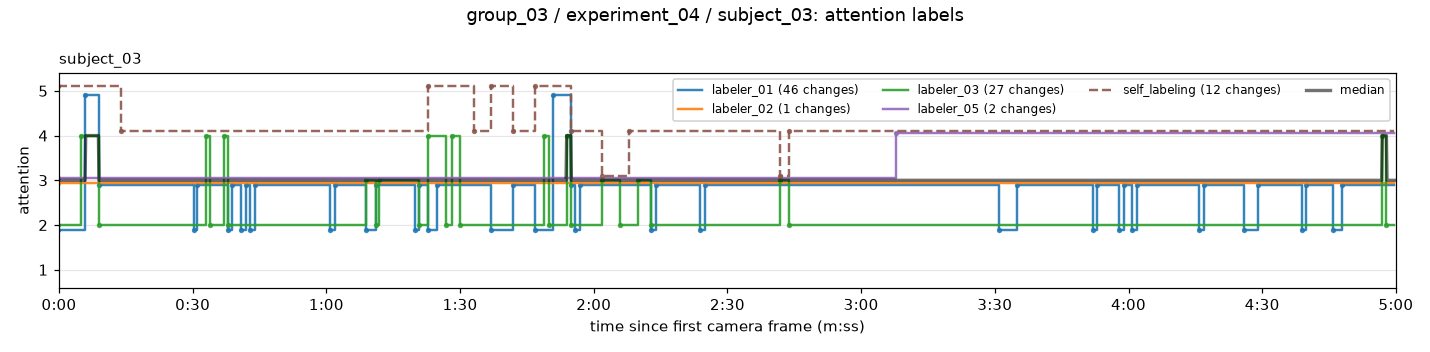 group_03 / experiment_04 / subject_03: attention labels
subject_03
labeler_01 (46 changes)
labeler_02 (1 changes)
labeler_03 (27 changes)
labeler_05 (2 changes)
self_labeling (12 changes)
median
attention
5
4
3
2
1
0:00 0:30 1:00 1:30 2:00 2:30 3:00 3:30 4:00 4:30 5:00
time since first camera frame (m:ss)